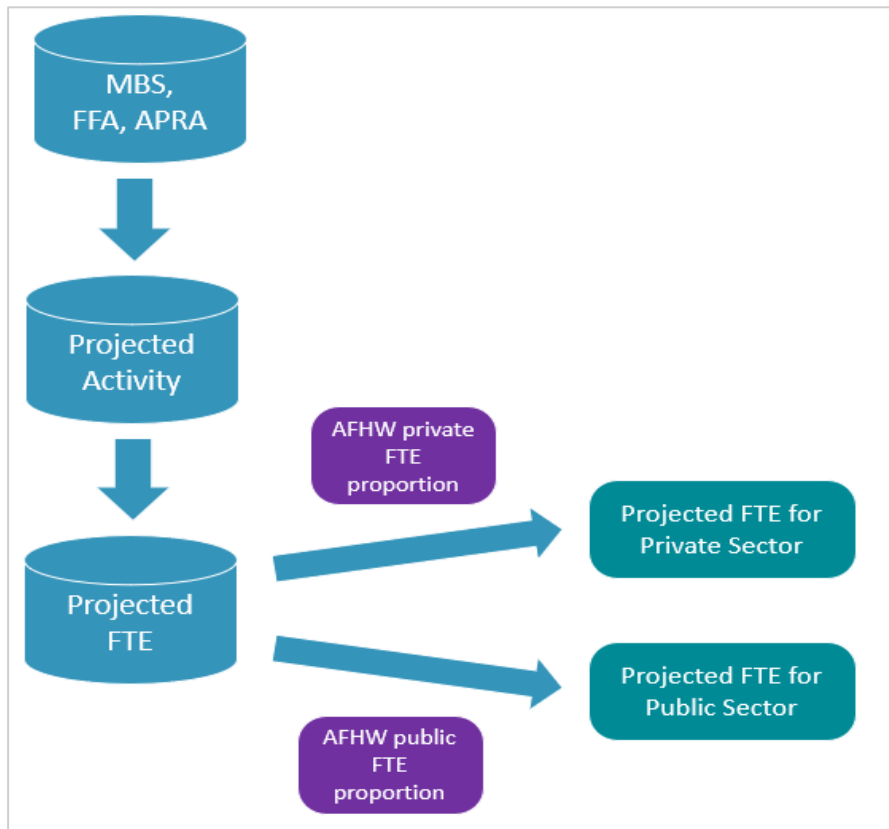 MBS,
FFA, APRA
Projected
Activity
AFHW private
FTE
proportion
Projected FTE for
Private Sector
Projected
FTE
Projected FTE for
Public Sector
AFHW public
FTE
proportion